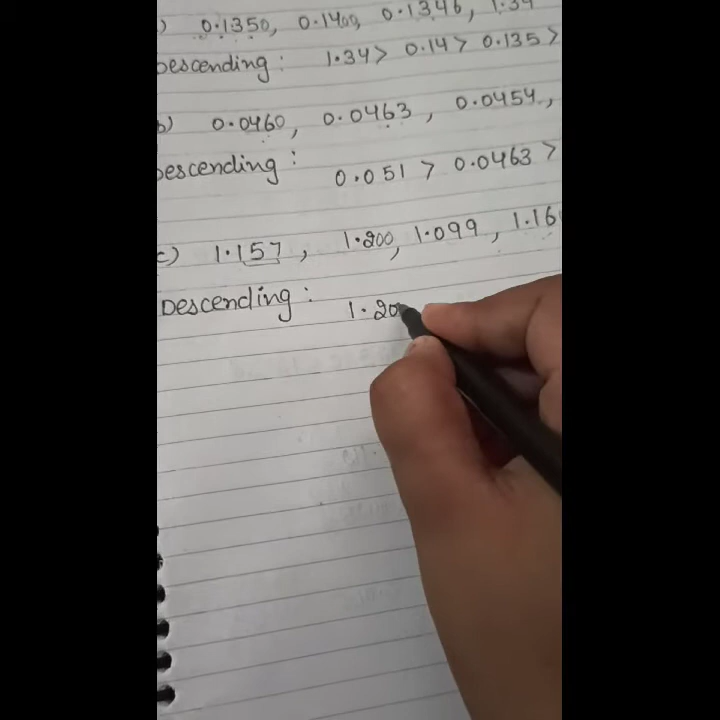 ) 0.1350, 0.1400, 0.1346, 1.34
Descending: 1.34 > 0.14 > 0.135 >
b) 0.0460, 0.0463, 0.0454,
Descending: 0.051 > 0.0463 >
c) 1.157, 1.200, 1.099, 1.16
Descending: 1.20